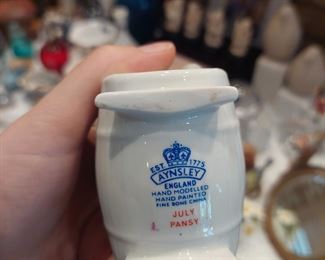 EST 1775
AYNSLEY
ENGLAND
HAND MODELLED
HAND PAINTED
FINE BONE CHINA
JULY
PANSY